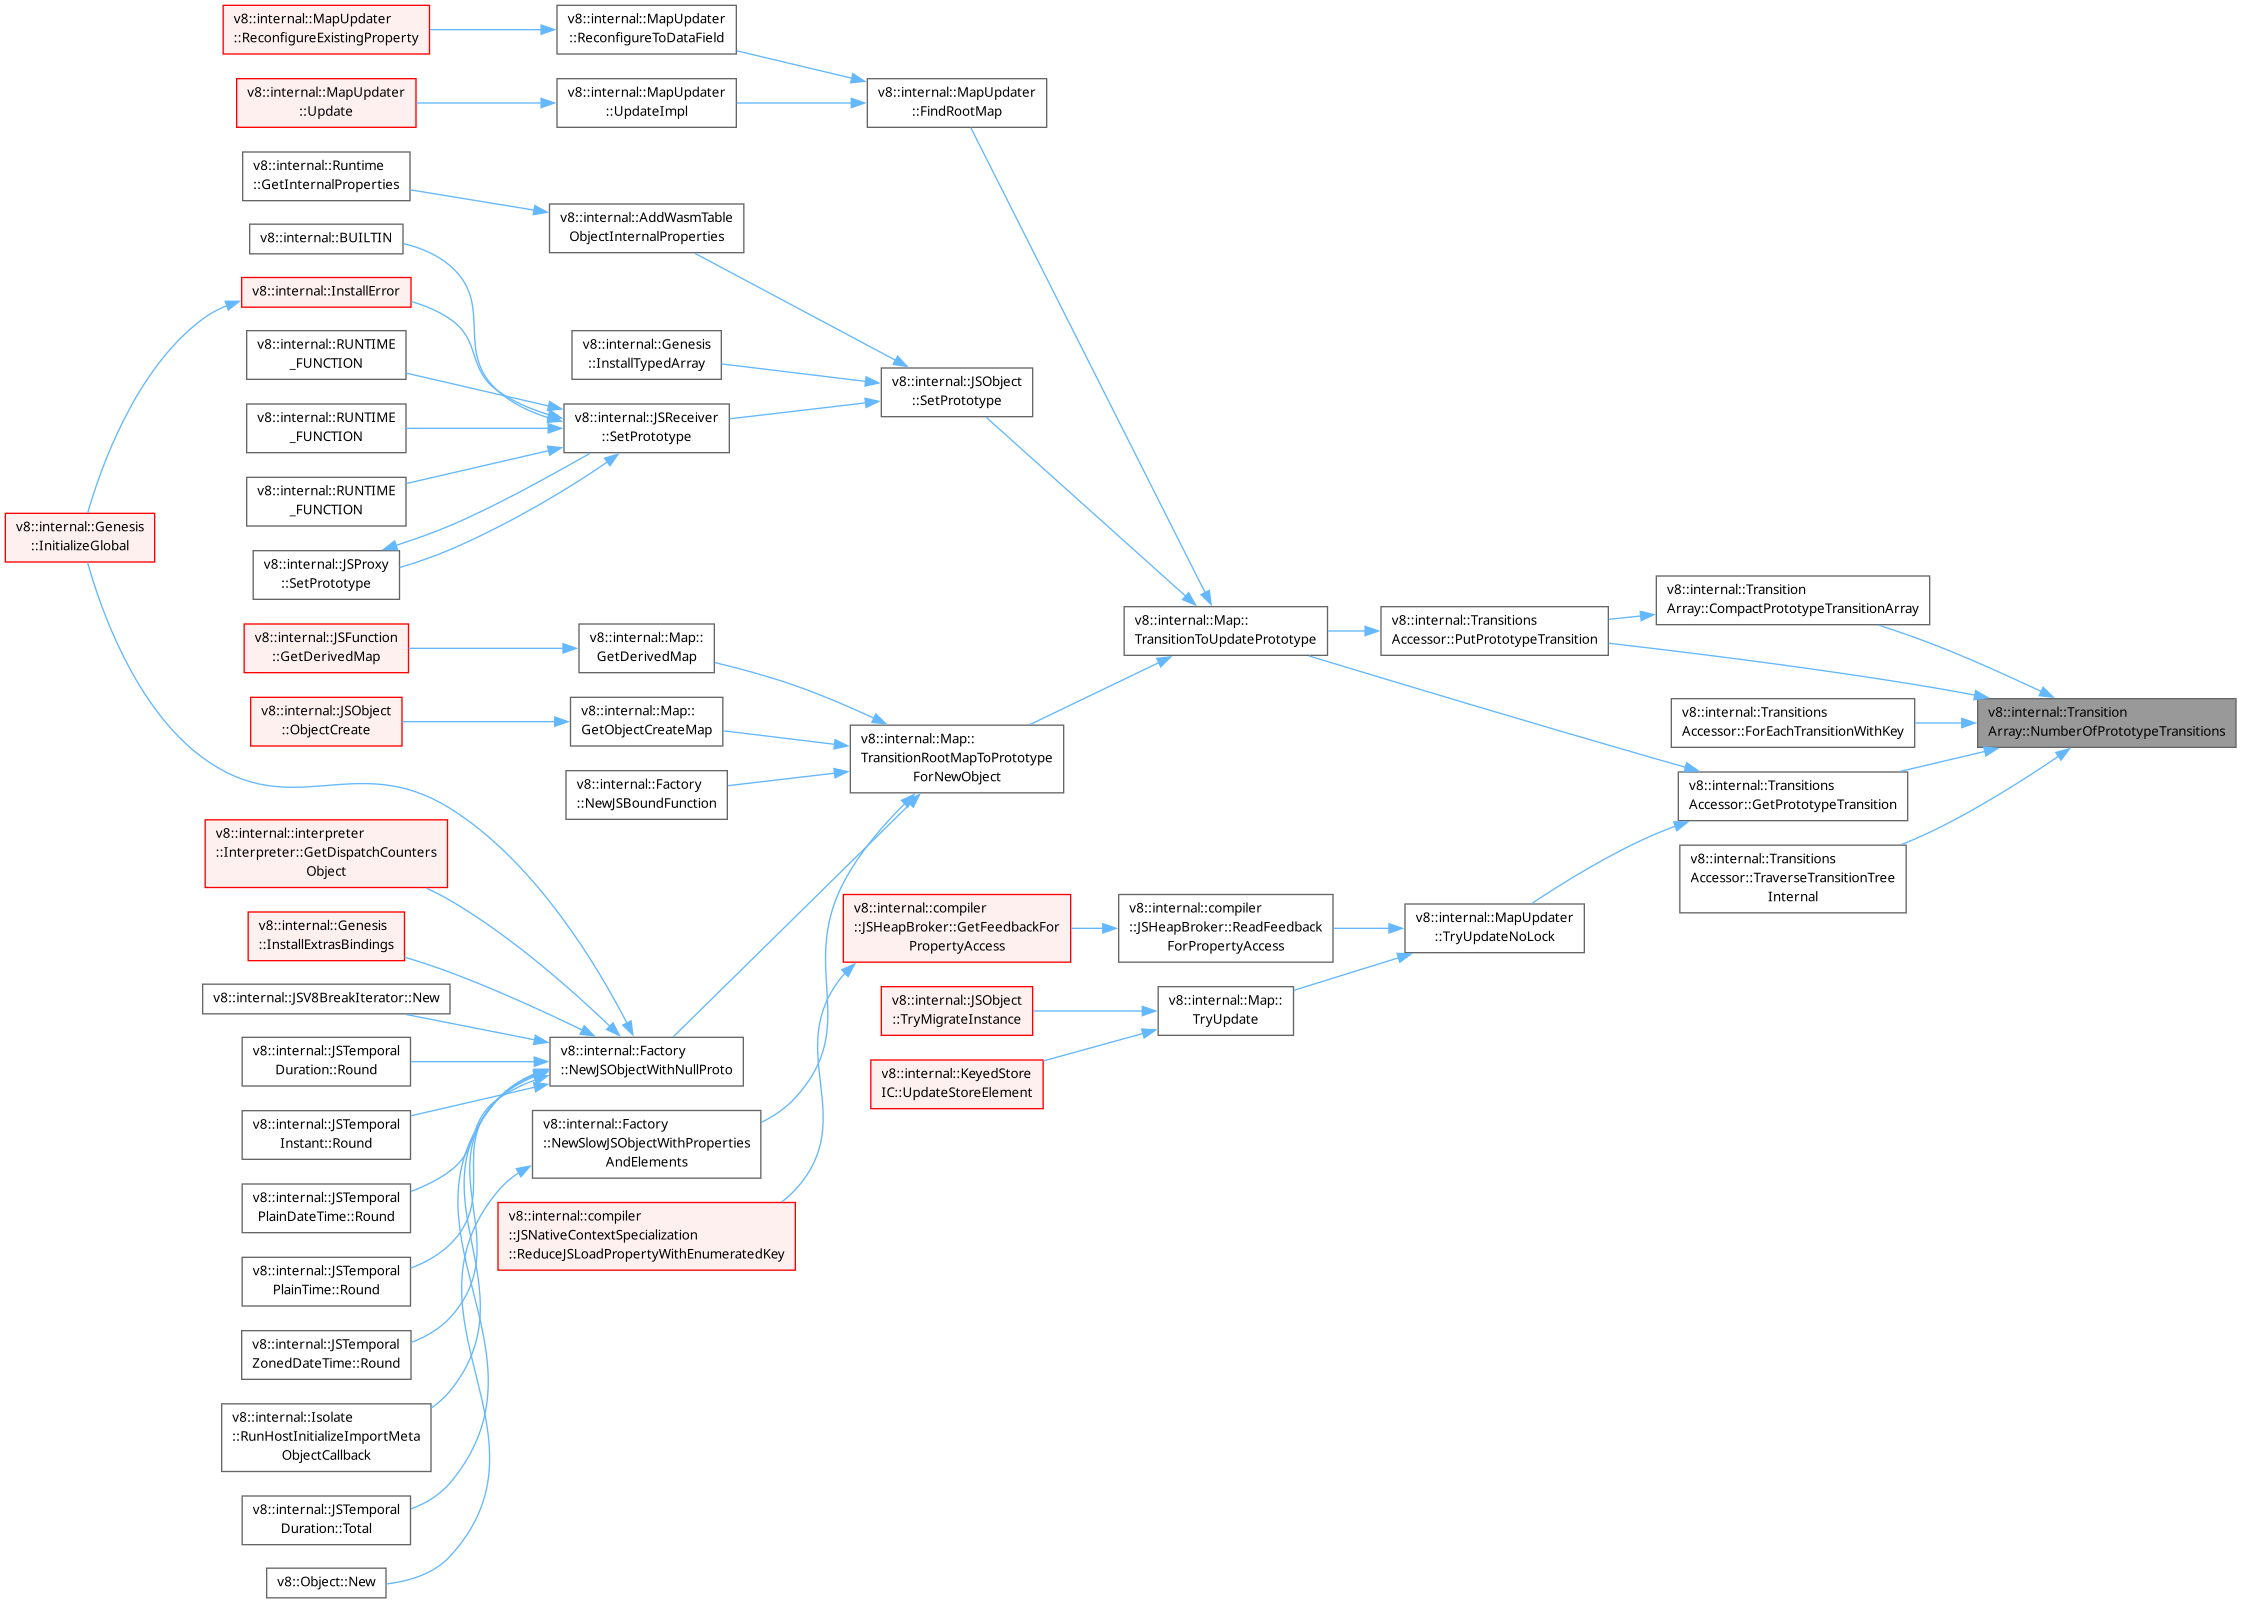 v8::internal::MapUpdater
::ReconfigureExistingProperty
v8::internal::MapUpdater
::ReconfigureToDataField
v8::internal::MapUpdater
::Update
v8::internal::MapUpdater
::UpdateImpl
v8::internal::MapUpdater
::FindRootMap
v8::internal::Runtime
::GetInternalProperties
v8::internal::AddWasmTable
ObjectInternalProperties
v8::internal::BUILTIN
v8::internal::InstallError
v8::internal::RUNTIME
_FUNCTION
v8::internal::Genesis
::InstallTypedArray
v8::internal::JSObject
::SetPrototype
v8::internal::RUNTIME
_FUNCTION
v8::internal::JSReceiver
::SetPrototype
v8::internal::RUNTIME
_FUNCTION
v8::internal::Genesis
::InitializeGlobal
v8::internal::JSProxy
::SetPrototype
v8::internal::Transition
Array::CompactPrototypeTransitionArray
v8::internal::Map::
TransitionToUpdatePrototype
v8::internal::Transitions
Accessor::PutPrototypeTransition
v8::internal::JSFunction
::GetDerivedMap
v8::internal::Map::
GetDerivedMap
v8::internal::JSObject
::ObjectCreate
v8::internal::Map::
GetObjectCreateMap
v8::internal::Transitions
Accessor::ForEachTransitionWithKey
v8::internal::Transition
Array::NumberOfPrototypeTransitions
v8::internal::Map::
TransitionRootMapToPrototype
ForNewObject
v8::internal::Factory
::NewJSBoundFunction
v8::internal::Transitions
Accessor::GetPrototypeTransition
v8::internal::interpreter
::Interpreter::GetDispatchCounters
Object
v8::internal::Transitions
Accessor::TraverseTransitionTree
Internal
v8::internal::compiler
::JSHeapBroker::GetFeedbackFor
PropertyAccess
v8::internal::compiler
::JSHeapBroker::ReadFeedback
ForPropertyAccess
v8::internal::MapUpdater
::TryUpdateNoLock
v8::internal::Genesis
::InstallExtrasBindings
v8::internal::JSV8BreakIterator::New
v8::internal::JSObject
::TryMigrateInstance
v8::internal::Map::
TryUpdate
v8::internal::JSTemporal
Duration::Round
v8::internal::Factory
::NewJSObjectWithNullProto
v8::internal::KeyedStore
IC::UpdateStoreElement
v8::internal::JSTemporal
Instant::Round
v8::internal::Factory
::NewSlowJSObjectWithProperties
AndElements
v8::internal::JSTemporal
PlainDateTime::Round
v8::internal::compiler
::JSNativeContextSpecialization
::ReduceJSLoadPropertyWithEnumeratedKey
v8::internal::JSTemporal
PlainTime::Round
v8::internal::JSTemporal
ZonedDateTime::Round
v8::internal::Isolate
::RunHostInitializeImportMeta
ObjectCallback
v8::internal::JSTemporal
Duration::Total
v8::Object::New